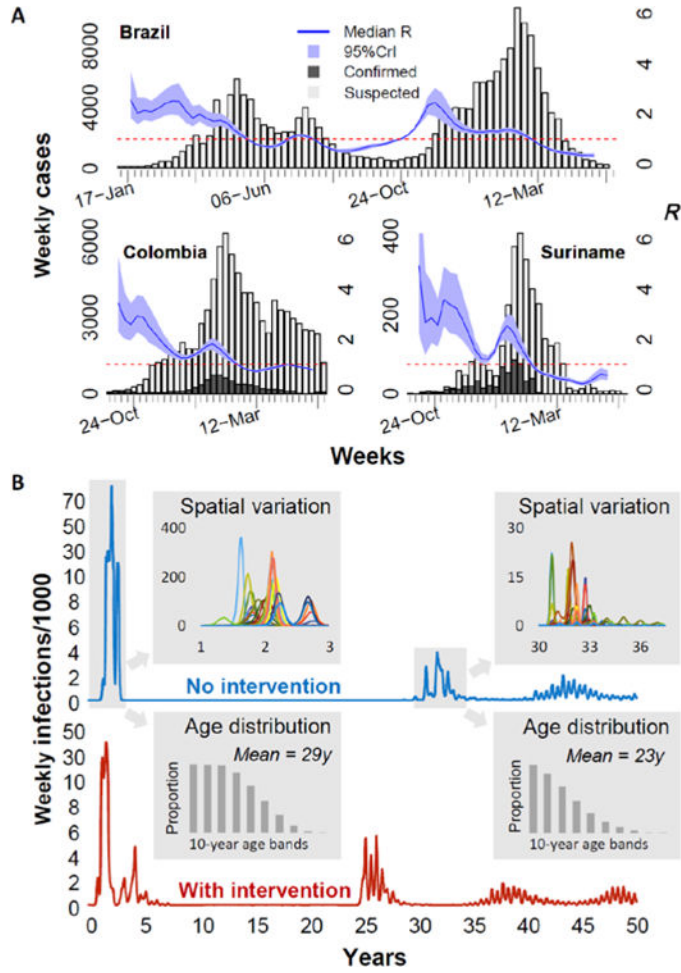 A
Brazil
Median R
95%CrI
Confirmed
Suspected
8000
4000
0
6
4
2
0
17-Jan
06-Jun
24-Oct
12-Mar
Weekly cases
R
Colombia
6000
3000
0
6
4
2
0
24-Oct
12-Mar
Suriname
400
200
0
6
4
2
0
24-Oct
12-Mar
Weeks
B
Weekly infections/1000
70
50
30
10
8
6
4
2
0
Spatial variation
400
200
0
1
2
3
Spatial variation
30
15
0
30
33
36
No intervention
Age distribution
Mean = 29y
Proportion
10-year age bands
Age distribution
Mean = 23y
Proportion
10-year age bands
50
30
10
8
6
4
2
0
With intervention
0
5
10
15
20
25
30
35
40
45
50
Years